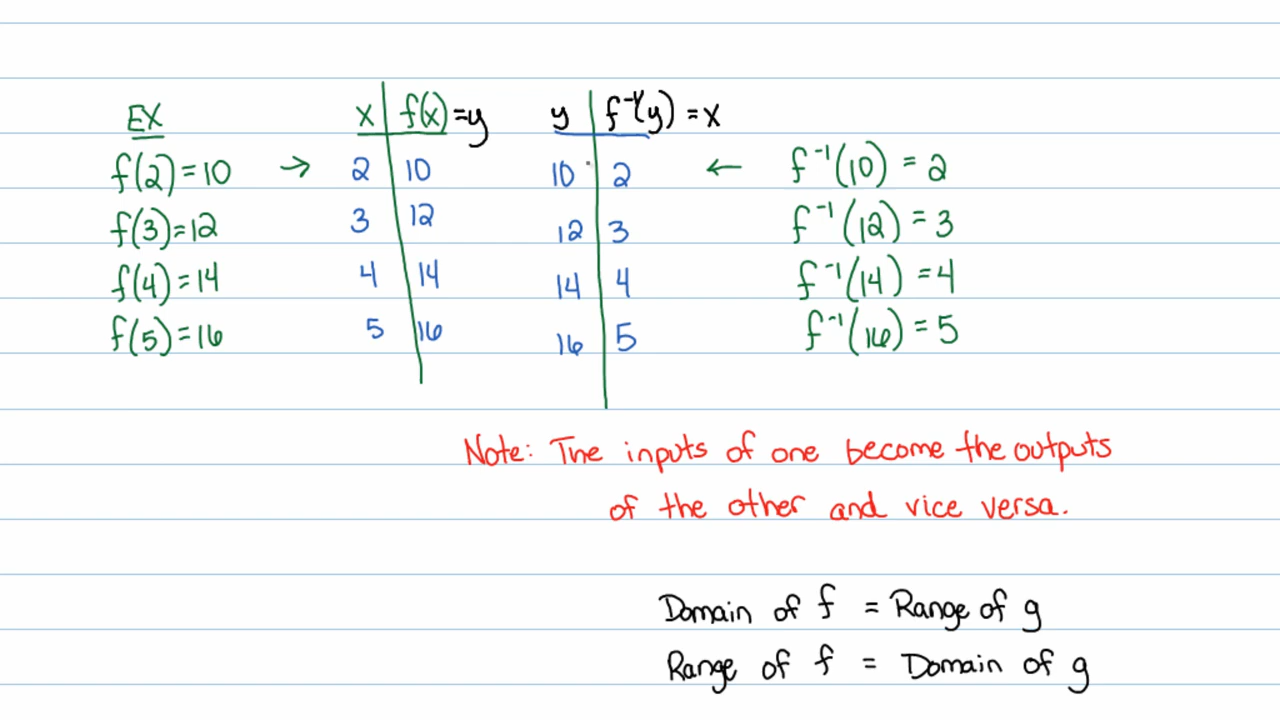 EX x f(x) = y y f⁻¹(y) = x
f(2) = 10 → 2 10 10 2 ← f⁻¹(10) = 2
f(3) = 12 3 12 12 3 f⁻¹(12) = 3
f(4) = 14 4 14 14 4 f⁻¹(14) = 4
f(5) = 16 5 16 16 5 f⁻¹(16) = 5
Note: The inputs of one become the outputs
of the other and vice versa.
Domain of f = Range of g
Range of f = Domain of g